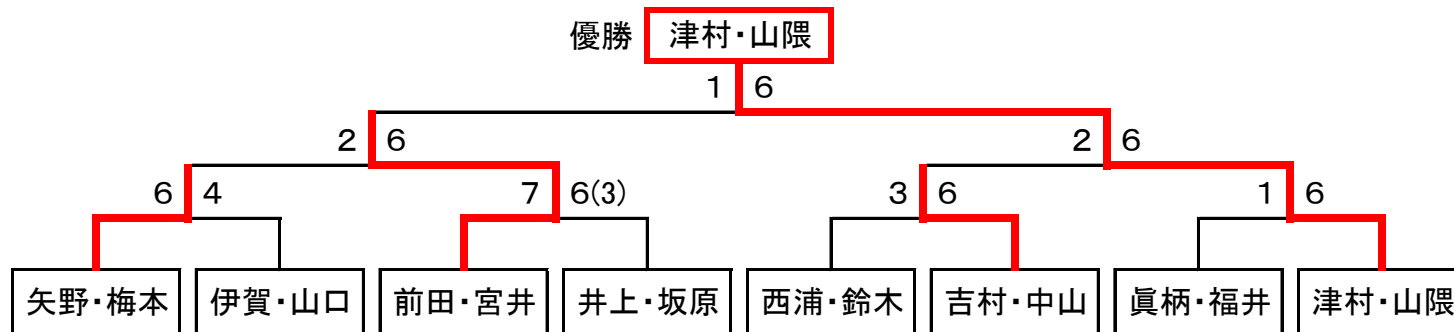 優勝 津村・山隈
1 6
2 6 2 6
6 4 7 6(3) 3 6 1 6
矢野・梅本 伊賀・山口 前田・宮井 井上・坂原 西浦・鈴木 吉村・中山 眞柄・福井 津村・山隈